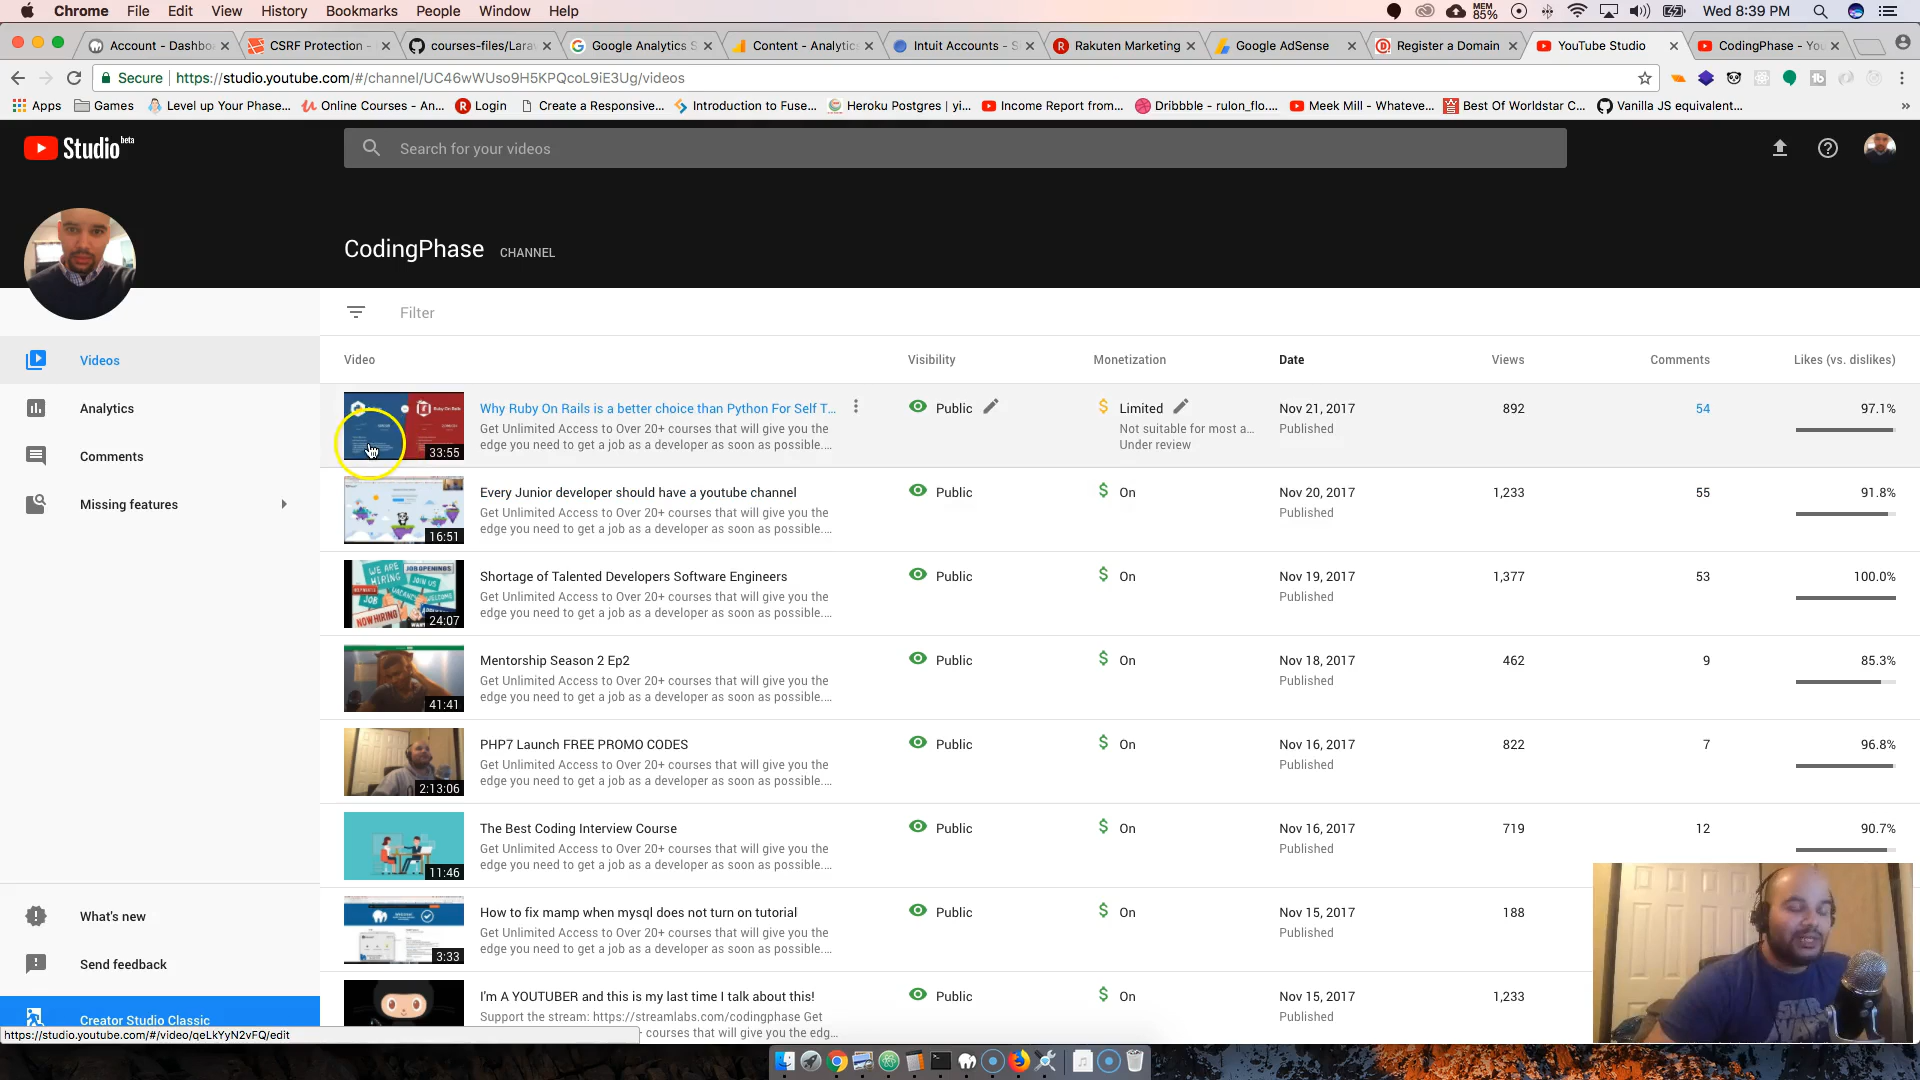 Chrome File Edit View History Bookmarks People Window Help MEM 85% Wed 8:39 PM
Account - Dashbo CSRF Protection - courses-files/Larav Google Analytics S Content - Analytic Intuit Accounts - S Rakuten Marketing Google AdSense Register a Domain YouTube Studio CodingPhase - You
Secure https://studio.youtube.com/#/channel/UC46wWUso9H5KPQcoL9iE3Ug/videos
Apps Games Level up Your Phase... Online Courses - An... Login Create a Responsive... Introduction to Fuse... Heroku Postgres | yi... Income Report from... Dribbble - rulon_flo.... Meek Mill - Whateve... Best Of Worldstar C... Vanilla JS equivalent... »
Studio beta
Search for your videos
CodingPhase CHANNEL
Filter
Video Visibility Monetization Date Views Comments Likes (vs. dislikes)
Videos
Analytics
Comments
Missing features
Why Ruby On Rails is a better choice than Python For Self T... Public Limited Nov 21, 2017 892 54 97.1%
Get Unlimited Access to Over 20+ courses that will give you the Not suitable for most a... Published
edge you need to get a job as a developer as soon as possible.... Under review
33:55
Every Junior developer should have a youtube channel Public On Nov 20, 2017 1,233 55 91.8%
Get Unlimited Access to Over 20+ courses that will give you the Published
edge you need to get a job as a developer as soon as possible....
16:51
WE ARE HIRING JOB OPENINGS JOIN US JOB NOW HIRING
Shortage of Talented Developers Software Engineers Public On Nov 19, 2017 1,377 53 100.0%
Get Unlimited Access to Over 20+ courses that will give you the Published
edge you need to get a job as a developer as soon as possible....
24:07
Mentorship Season 2 Ep2 Public On Nov 18, 2017 462 9 85.3%
Get Unlimited Access to Over 20+ courses that will give you the Published
edge you need to get a job as a developer as soon as possible....
41:41
PHP7 Launch FREE PROMO CODES Public On Nov 16, 2017 822 7 96.8%
Get Unlimited Access to Over 20+ courses that will give you the Published
edge you need to get a job as a developer as soon as possible....
2:13:06
The Best Coding Interview Course Public On Nov 16, 2017 719 12 90.7%
Get Unlimited Access to Over 20+ courses that will give you the Published
edge you need to get a job as a developer as soon as possible....
11:46
How to fix mamp when mysql does not turn on tutorial Public On Nov 15, 2017 188
Get Unlimited Access to Over 20+ courses that will give you the Published
edge you need to get a job as a developer as soon as possible....
3:33
I'm A YOUTUBER and this is my last time I talk about this! Public On Nov 15, 2017 1,233
Support the stream: https://streamlabs.com/codingphase Get Published
courses that will give you the edg...
What's new
Send feedback
Creator Studio Classic
https://studio.youtube.com/#/video/qeLkYyN2vFQ/edit
STAR